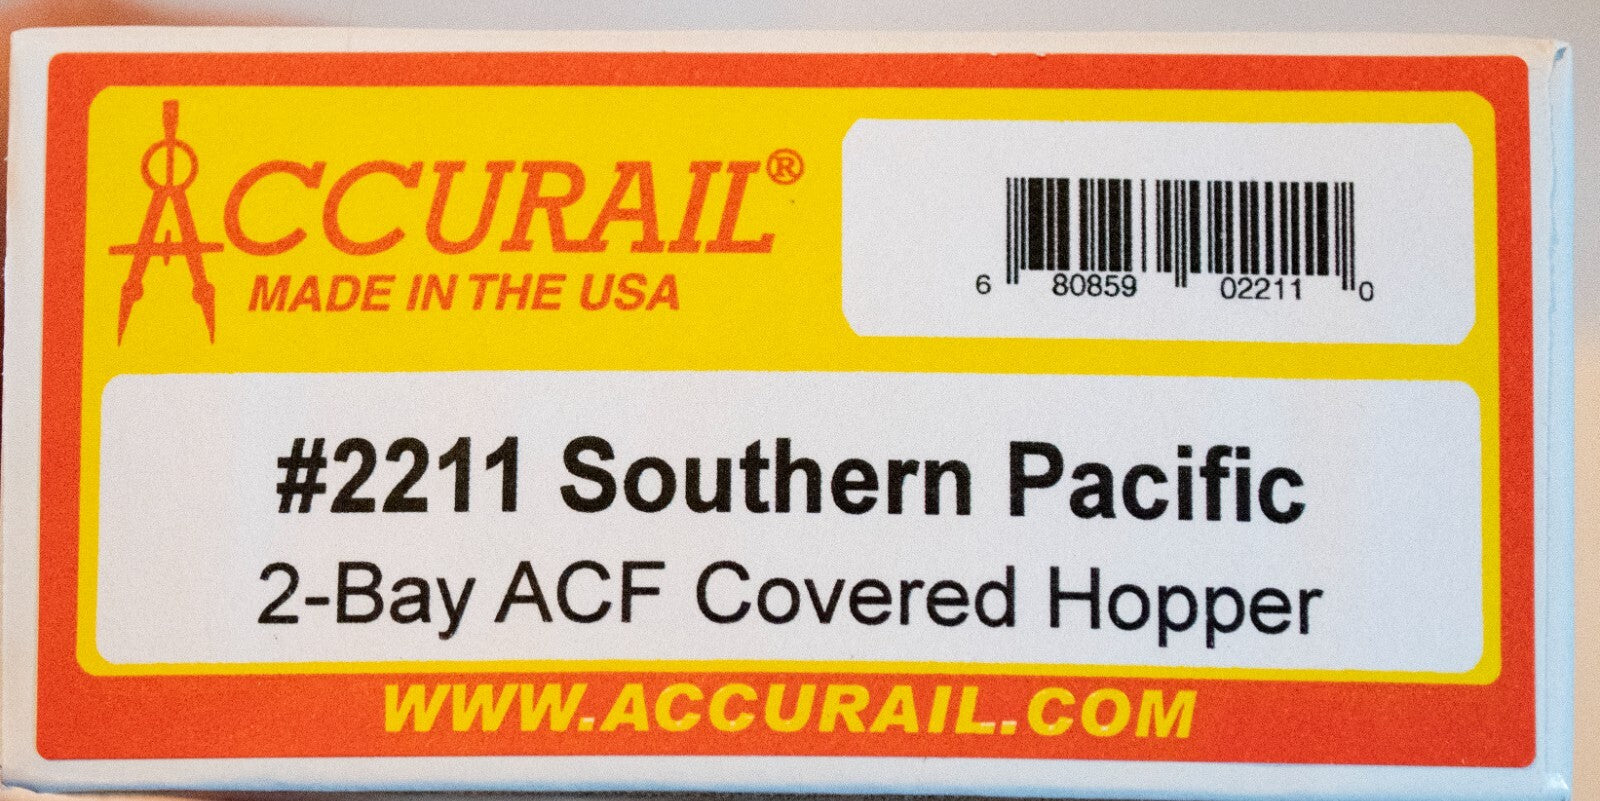 ACCURAIL®
MADE IN THE USA
6 80859 02211 0
#2211 Southern Pacific
2-Bay ACF Covered Hopper
WWW.ACCURAIL.COM